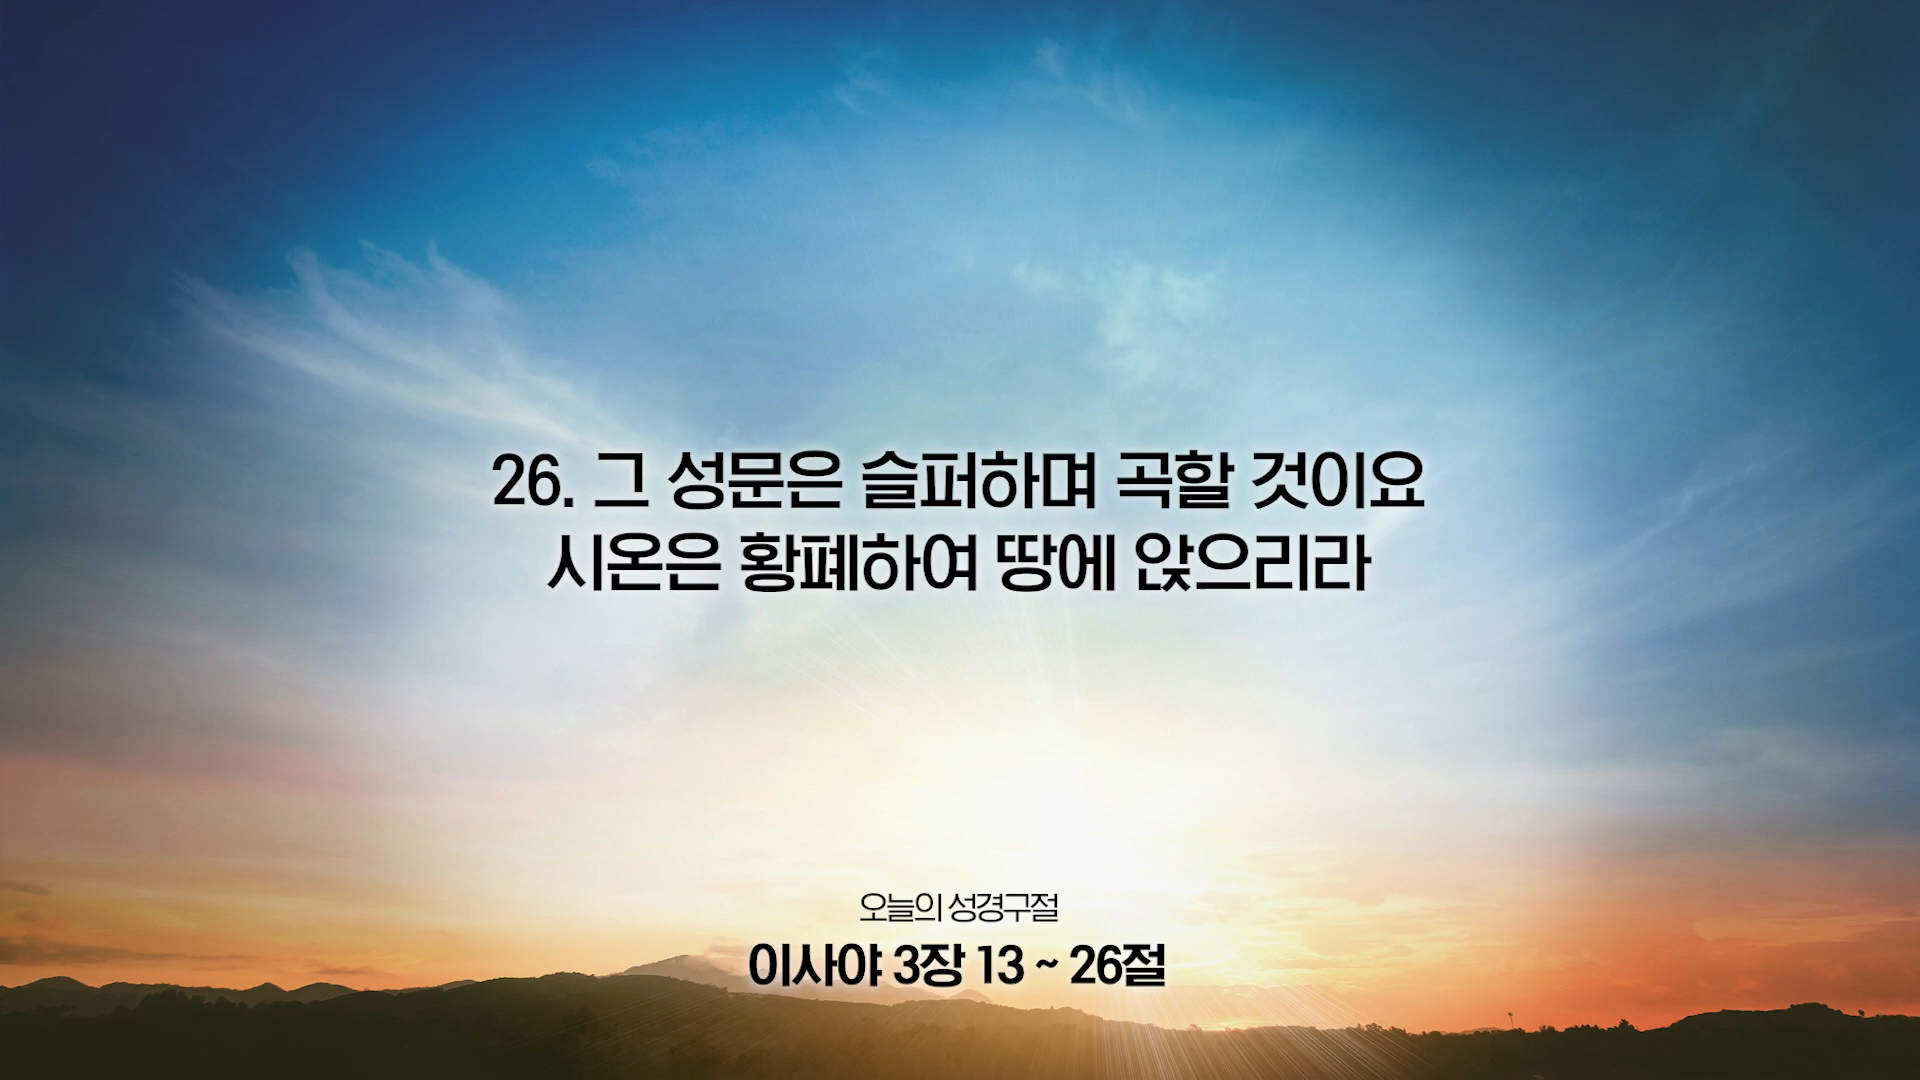 26. 그 성문은 슬퍼하며 곡할 것이요
시온은 황폐하여 땅에 앉으리라
오늘의 성경구절
이사야 3장 13 ~ 26절